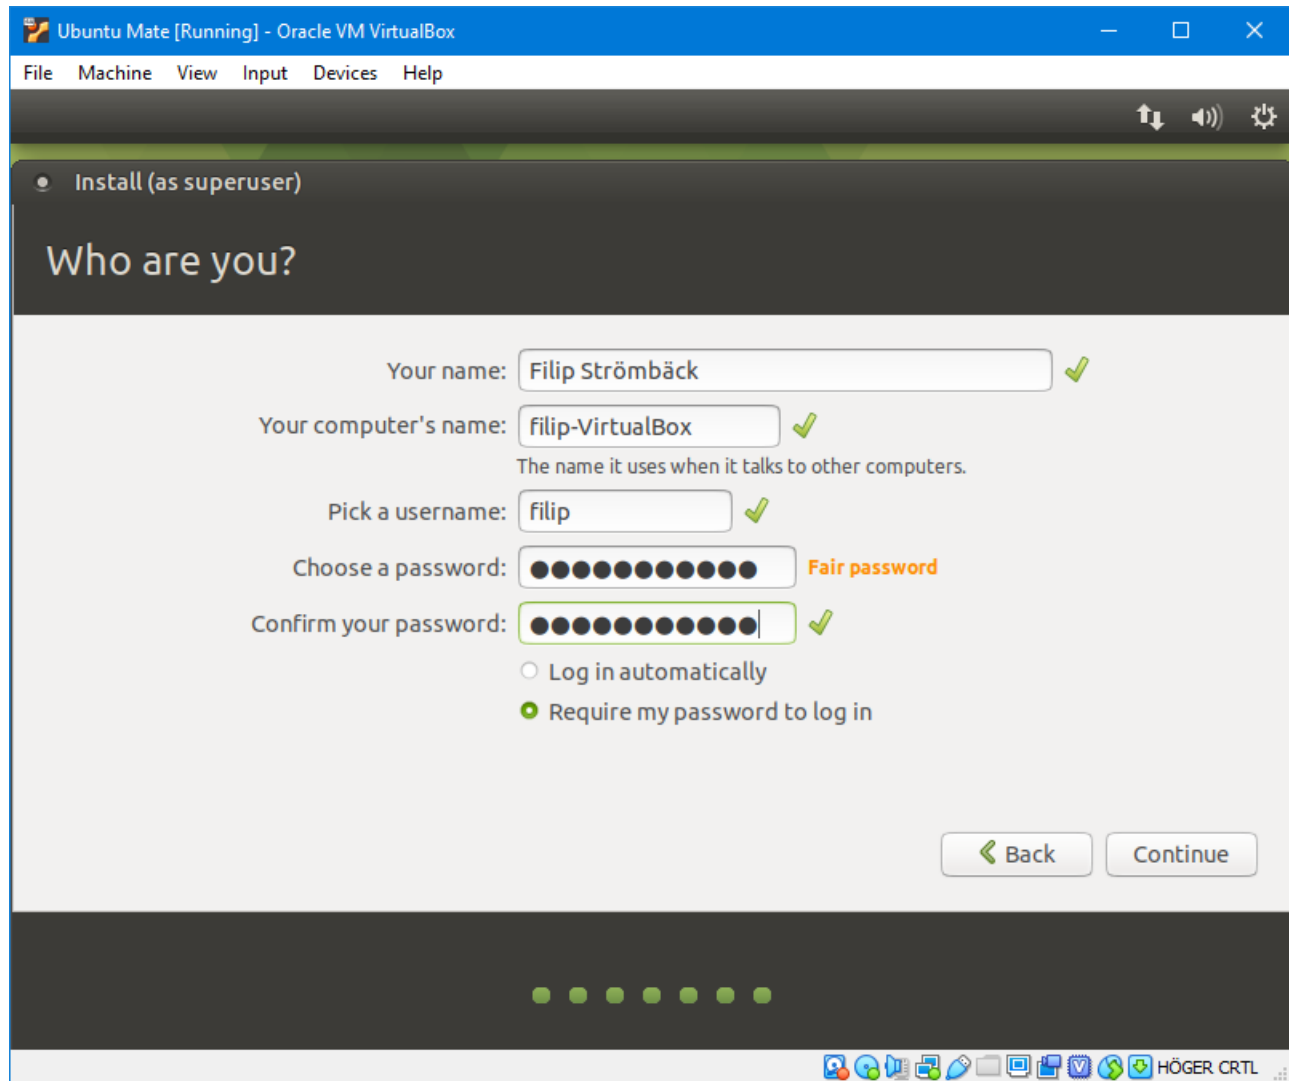 Ubuntu Mate [Running] - Oracle VM VirtualBox
File Machine View Input Devices Help
Install (as superuser)
Who are you?
Your name: Filip Strömbäck
Your computer's name: filip-VirtualBox
The name it uses when it talks to other computers.
Pick a username: filip
Choose a password: ●●●●●●●●●●● Fair password
Confirm your password: ●●●●●●●●●●●
Log in automatically
Require my password to log in
Back Continue
HÖGER CRTL